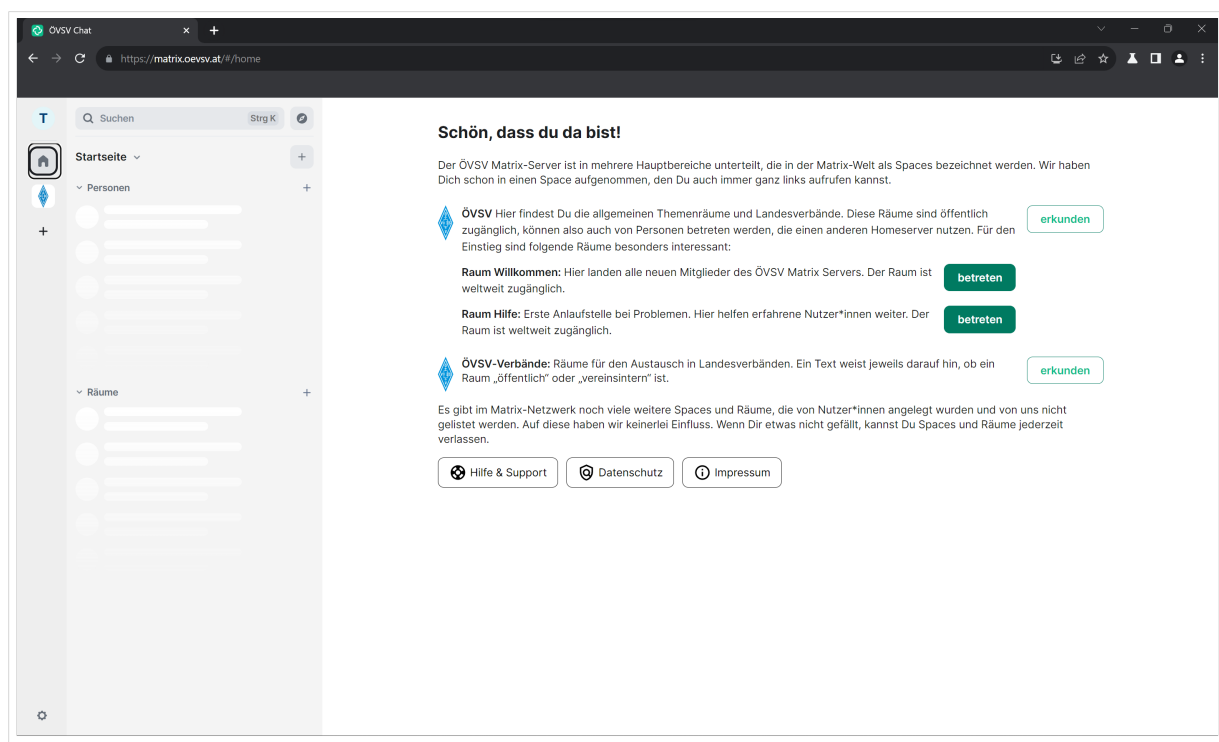 ÖVSV Chat
https://matrix.oevsv.at/#/home
T
Suchen
Strg K
Startseite
Personen
Räume
Schön, dass du da bist!
Der ÖVSV Matrix-Server ist in mehrere Hauptbereiche unterteilt, die in der Matrix-Welt als Spaces bezeichnet werden. Wir haben
Dich schon in einen Space aufgenommen, den Du auch immer ganz links aufrufen kannst.
ÖVSV Hier findest Du die allgemeinen Themenräume und Landesverbände. Diese Räume sind öffentlich
zugänglich, können also auch von Personen betreten werden, die einen anderen Homeserver nutzen. Für den
Einstieg sind folgende Räume besonders interessant:
erkunden
Raum Willkommen: Hier landen alle neuen Mitglieder des ÖVSV Matrix Servers. Der Raum ist
weltweit zugänglich.
betreten
Raum Hilfe: Erste Anlaufstelle bei Problemen. Hier helfen erfahrene Nutzer*innen weiter. Der
Raum ist weltweit zugänglich.
betreten
ÖVSV-Verbände: Räume für den Austausch in Landesverbänden. Ein Text weist jeweils darauf hin, ob ein
Raum „öffentlich" oder „vereinsintern" ist.
erkunden
Es gibt im Matrix-Netzwerk noch viele weitere Spaces und Räume, die von Nutzer*innen angelegt wurden und von uns nicht
gelistet werden. Auf diese haben wir keinerlei Einfluss. Wenn Dir etwas nicht gefällt, kannst Du Spaces und Räume jederzeit
verlassen.
Hilfe & Support
Datenschutz
Impressum